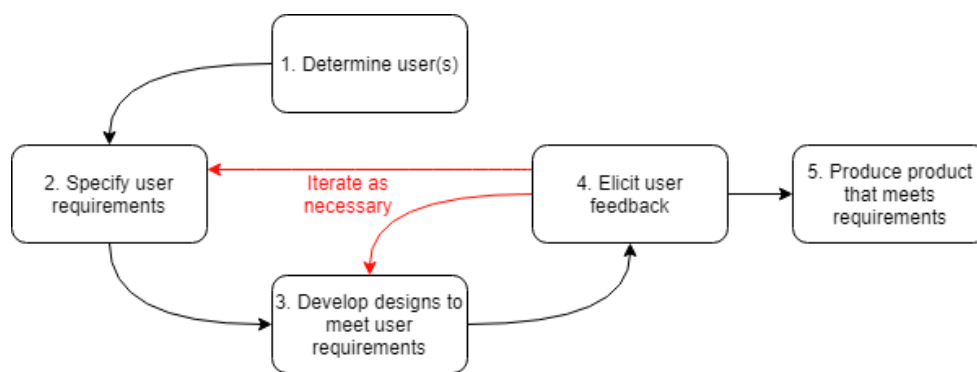 1. Determine user(s)
2. Specify user
requirements
Iterate as
necessary
4. Elicit user
feedback
5. Produce product
that meets
requirements
3. Develop designs to
meet user
requirements